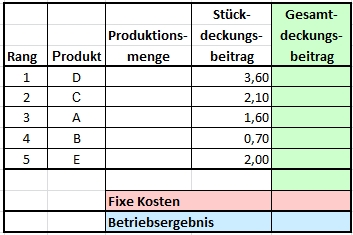 Rang Produkt Produktions-menge Stück-deckungs-beitrag Gesamt-deckungs-beitrag
1 D 3,60
2 C 2,10
3 A 1,60
4 B 0,70
5 E 2,00
Fixe Kosten
Betriebsergebnis